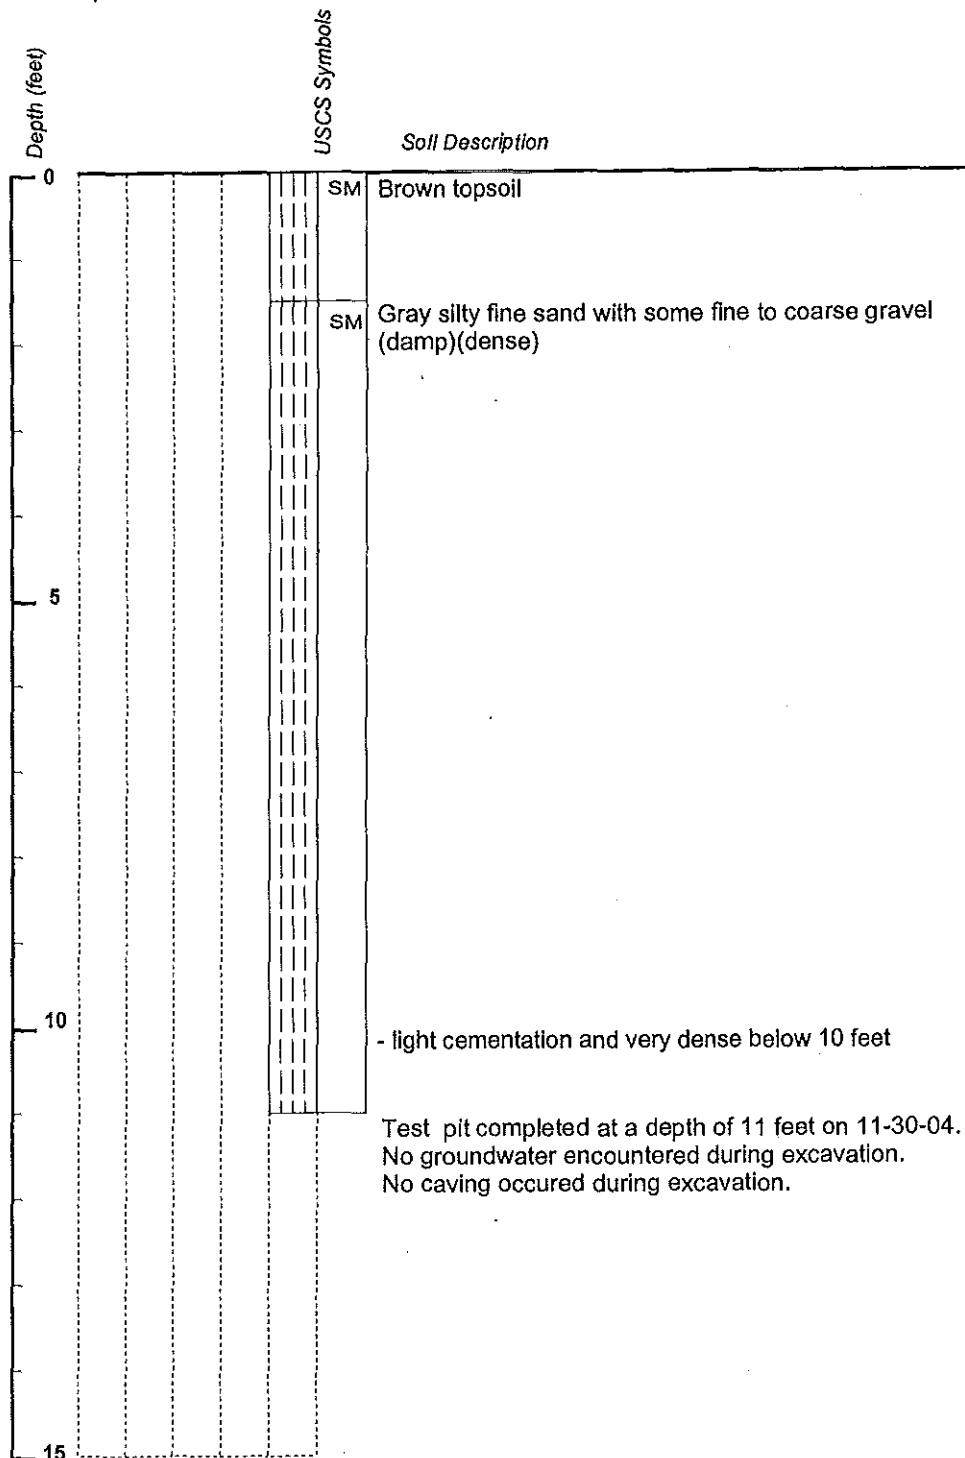 Depth (feet)
USCS Symbols
Soil Description
0
SM Brown topsoil
SM Gray silty fine sand with some fine to coarse gravel
(damp)(dense)
5
10
- light cementation and very dense below 10 feet
Test pit completed at a depth of 11 feet on 11-30-04.
No groundwater encountered during excavation.
No caving occured during excavation.
15